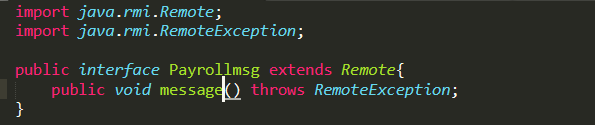 import java.rmi.Remote;
import java.rmi.RemoteException;
public interface Payrollmsg extends Remote{
public void message() throws RemoteException;
}